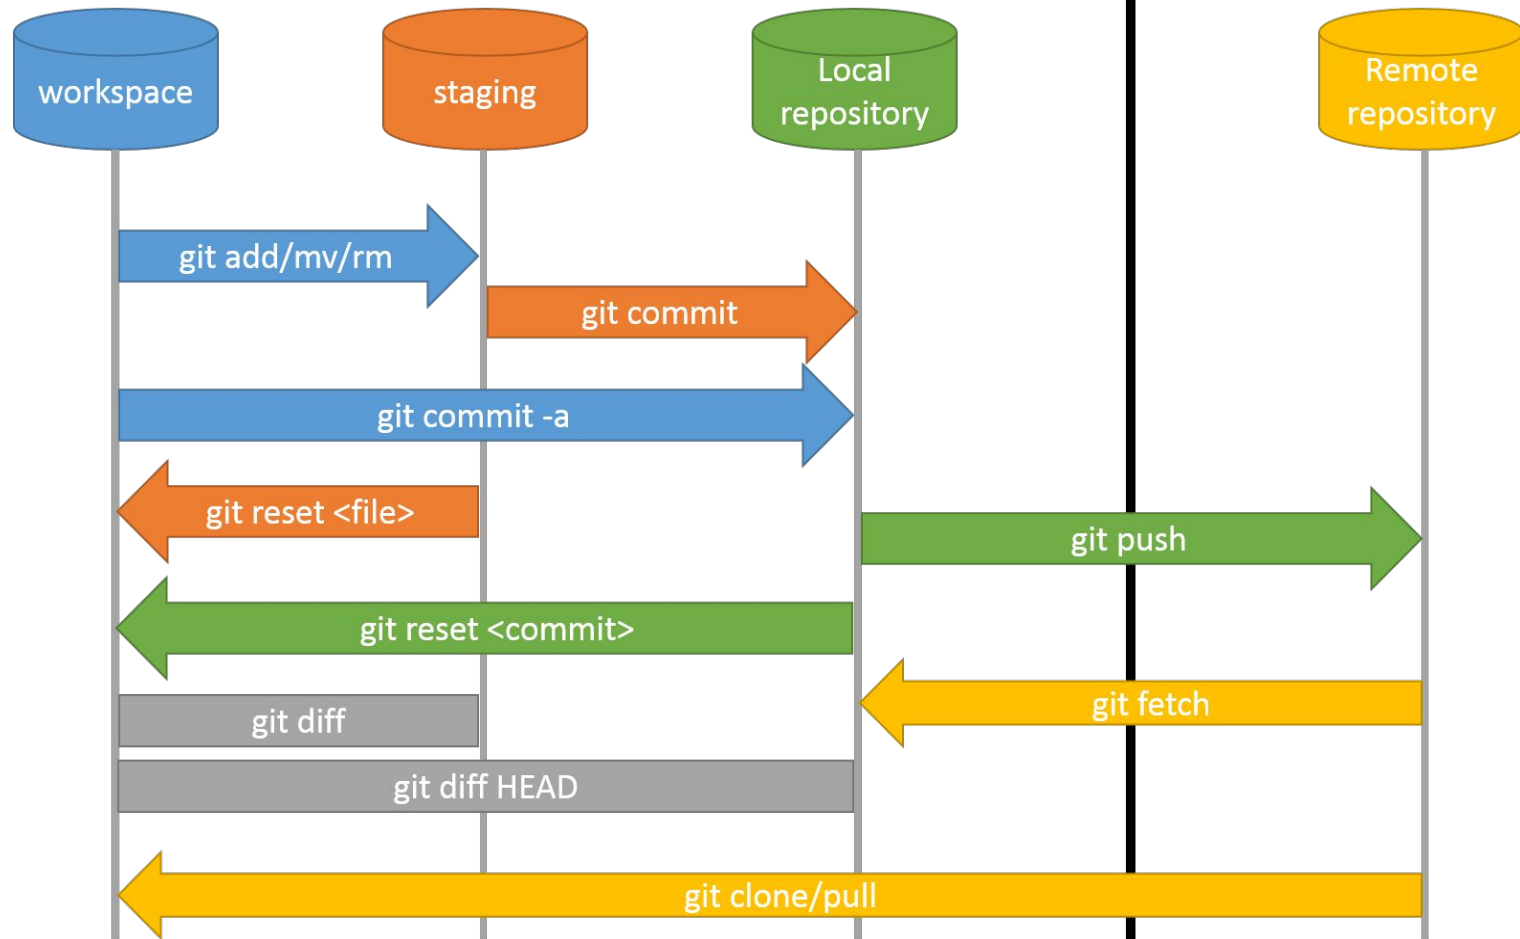 workspace
staging
Local
repository
Remote
repository
git add/mv/rm
git commit
git commit -a
git reset <file>
git push
git reset <commit>
git fetch
git diff
git diff HEAD
git clone/pull